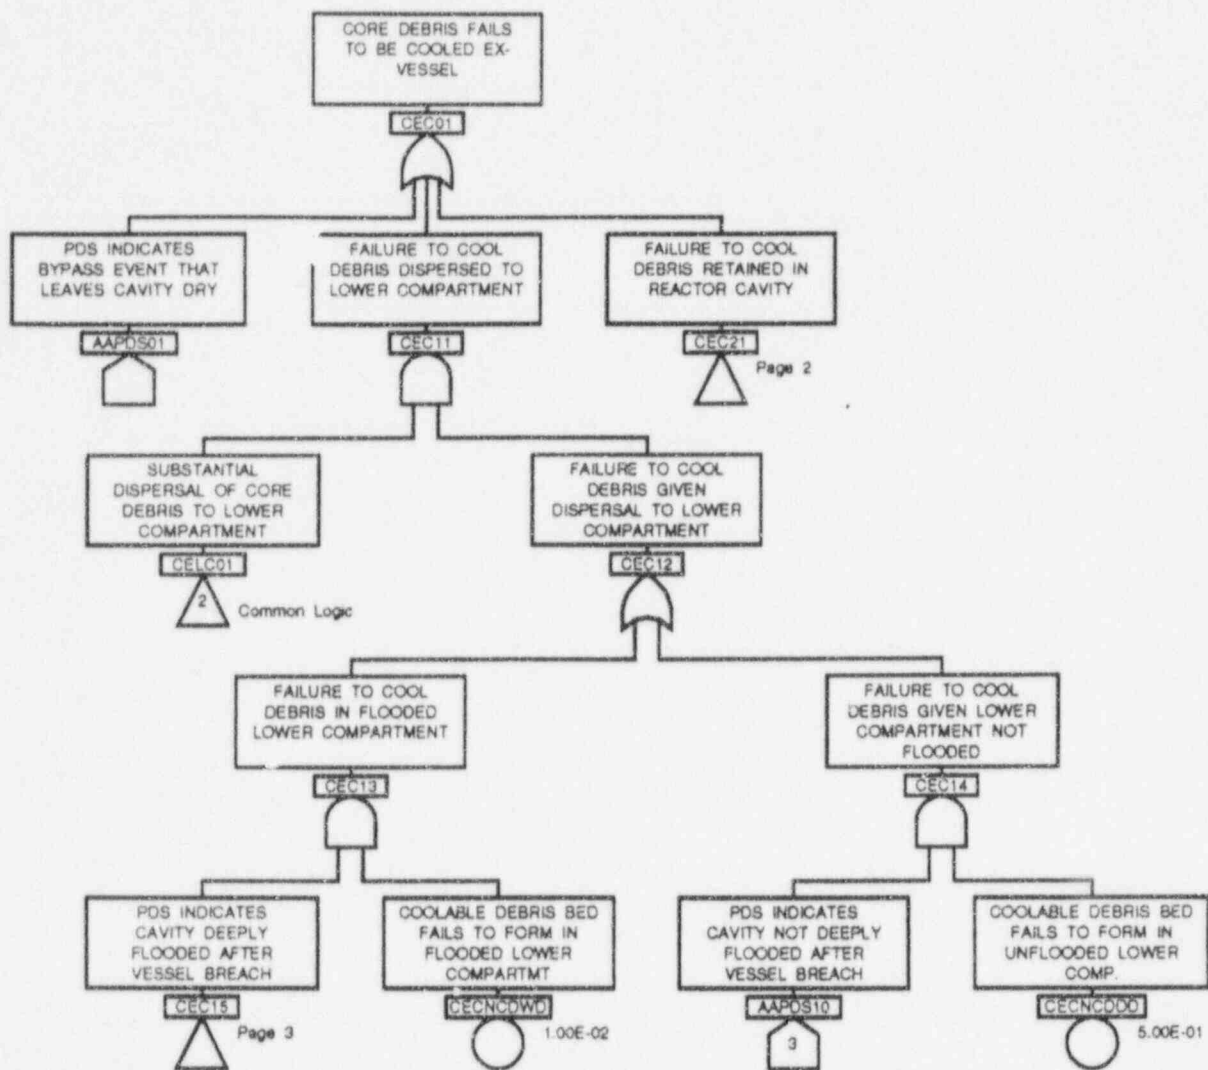 CORE DEBRIS FAILS
TO BE COOLED EX-
VESSEL
CEC01
PDS INDICATES
BYPASS EVENT THAT
LEAVES CAVITY DRY
AAPDS01
FAILURE TO COOL
DEBRIS DISPERSED TO
LOWER COMPARTMENT
CEC11
FAILURE TO COOL
DEBRIS RETAINED IN
REACTOR CAVITY
CEC21
Page 2
SUBSTANTIAL
DISPERSAL OF CORE
DEBRIS TO LOWER
COMPARTMENT
CELC01
2
Common Logic
FAILURE TO COOL
DEBRIS GIVEN
DISPERSAL TO LOWER
COMPARTMENT
CEC12
FAILURE TO COOL
DEBRIS IN FLOODED
LOWER COMPARTMENT
CEC13
FAILURE TO COOL
DEBRIS GIVEN LOWER
COMPARTMENT NOT
FLOODED
CEC14
PDS INDICATES
CAVITY DEEPLY
FLOODED AFTER
VESSEL BREACH
CEC15
Page 3
COOLABLE DEBRIS BED
FAILS TO FORM IN
FLOODED LOWER
COMPARTMT
CECNCDWD
1.00E-02
PDS INDICATES
CAVITY NOT DEEPLY
FLOODED AFTER
VESSEL BREACH
AAPDS10
3
COOLABLE DEBRIS BED
FAILS TO FORM IN
UNFLOODED LOWER
COMP.
CECNCDDD
5.00E-01